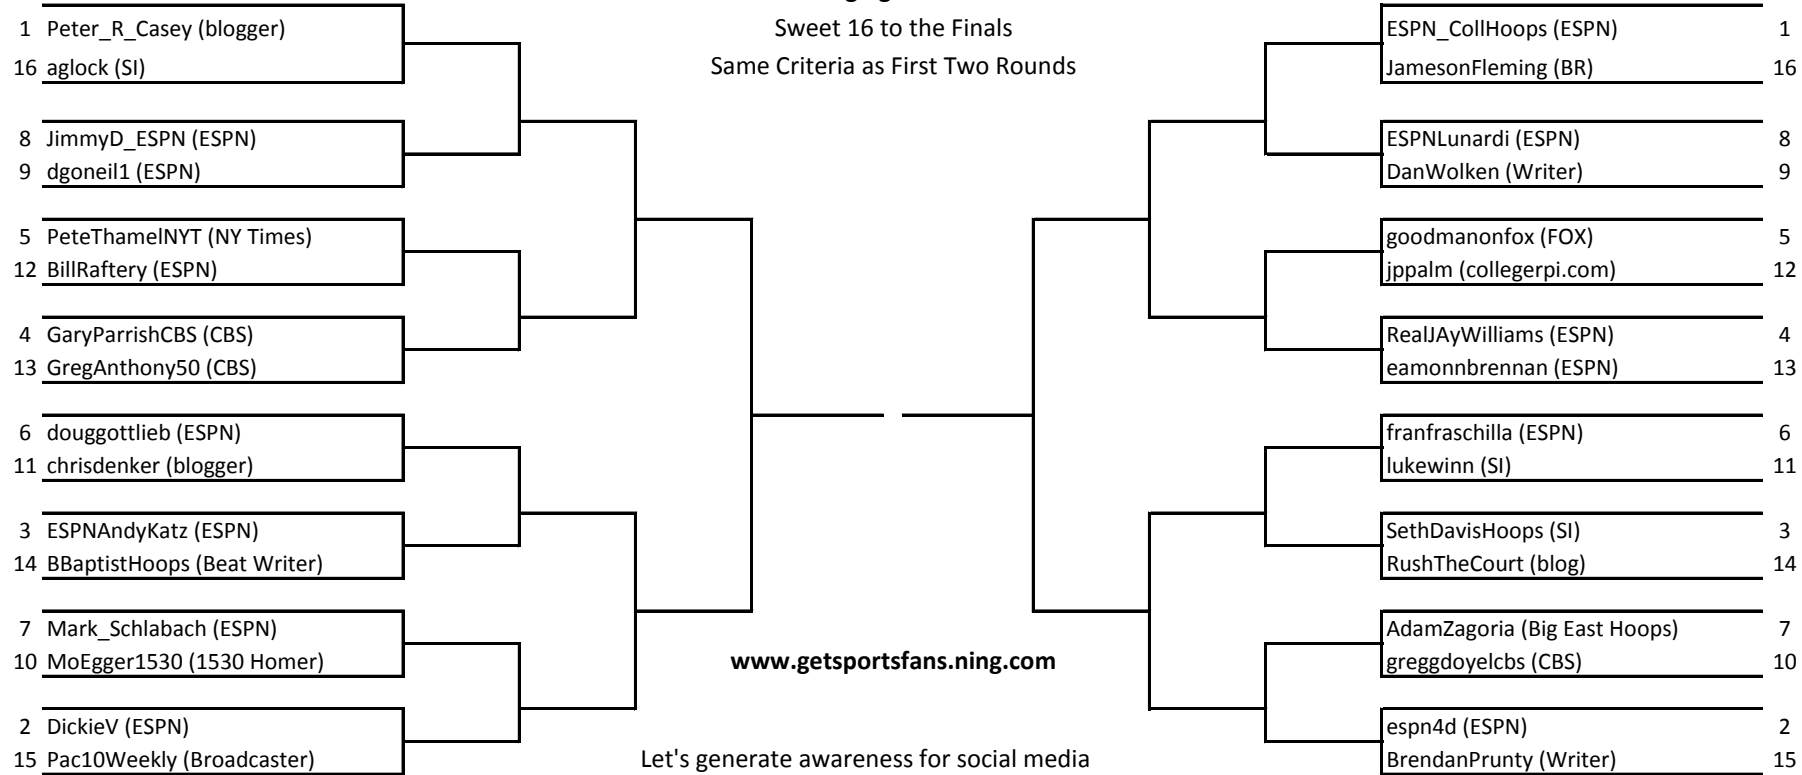 1 Peter_R_Casey (blogger)
16 aglock (SI)
8 JimmyD_ESPN (ESPN)
9 dgoneil1 (ESPN)
5 PeteThamelNYT (NY Times)
12 BillRaftery (ESPN)
4 GaryParrishCBS (CBS)
13 GregAnthony50 (CBS)
6 douggottlieb (ESPN)
11 chrisdenker (blogger)
3 ESPNAndyKatz (ESPN)
14 BBaptistHoops (Beat Writer)
7 Mark_Schlabach (ESPN)
10 MoEgger1530 (1530 Homer)
2 DickieV (ESPN)
15 Pac10Weekly (Broadcaster)
Sweet 16 to the Finals
Same Criteria as First Two Rounds
www.getsportsfans.ning.com
Let's generate awareness for social media
ESPN_CollHoops (ESPN) 1
JamesonFleming (BR) 16
ESPNLunardi (ESPN) 8
DanWolken (Writer) 9
goodmanonfox (FOX) 5
jppalm (collegerpi.com) 12
RealJAyWilliams (ESPN) 4
eamonnbrennan (ESPN) 13
franfraschilla (ESPN) 6
lukewinn (SI) 11
SethDavisHoops (SI) 3
RushTheCourt (blog) 14
AdamZagoria (Big East Hoops) 7
greggdoyelcbs (CBS) 10
espn4d (ESPN) 2
BrendanPrunty (Writer) 15